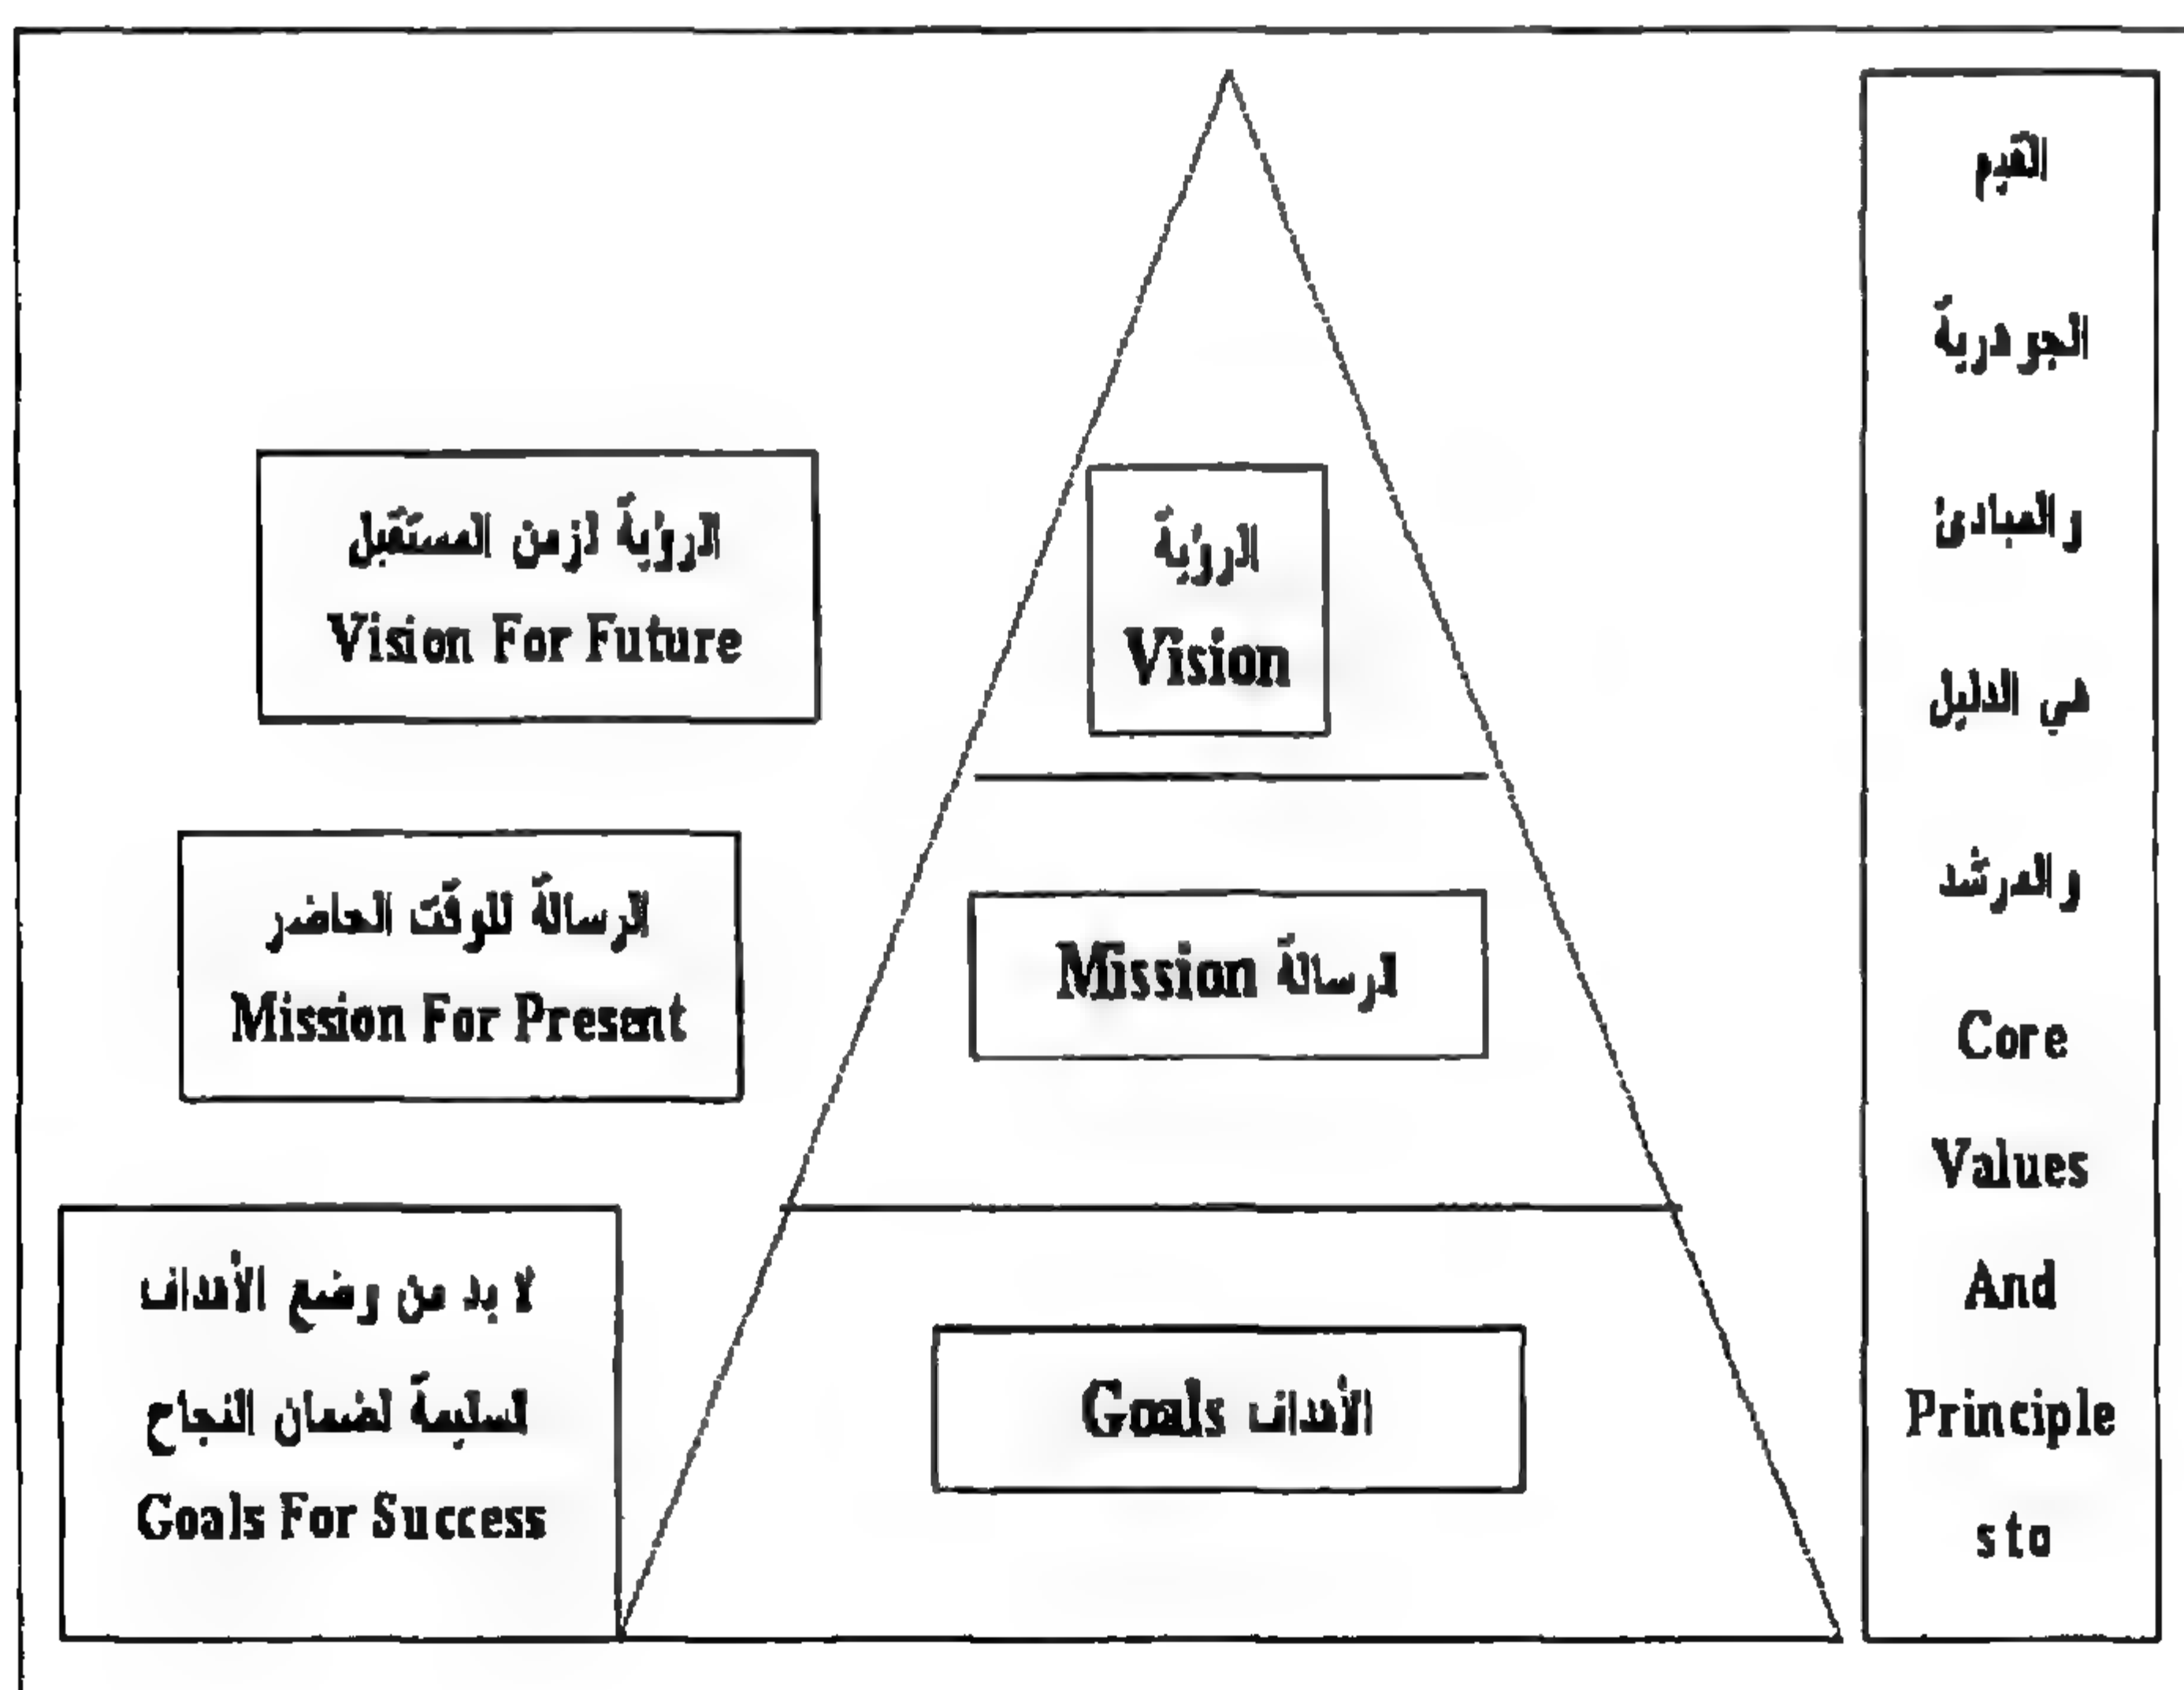 الرؤية لزمن المستقبل
Vision For Future
الرسالة للوقت الحاضر
Mission For Present
لا بد من وضع الأهداف
لسليمة لضمان النجاح
Goals For Success
الرؤية
Vision
Mission الرسالة
Goals الأهداف
القيم
الجوهرية
والمبادئ
هي الدليل
والمرشد
Core
Values
And
Principle
s to